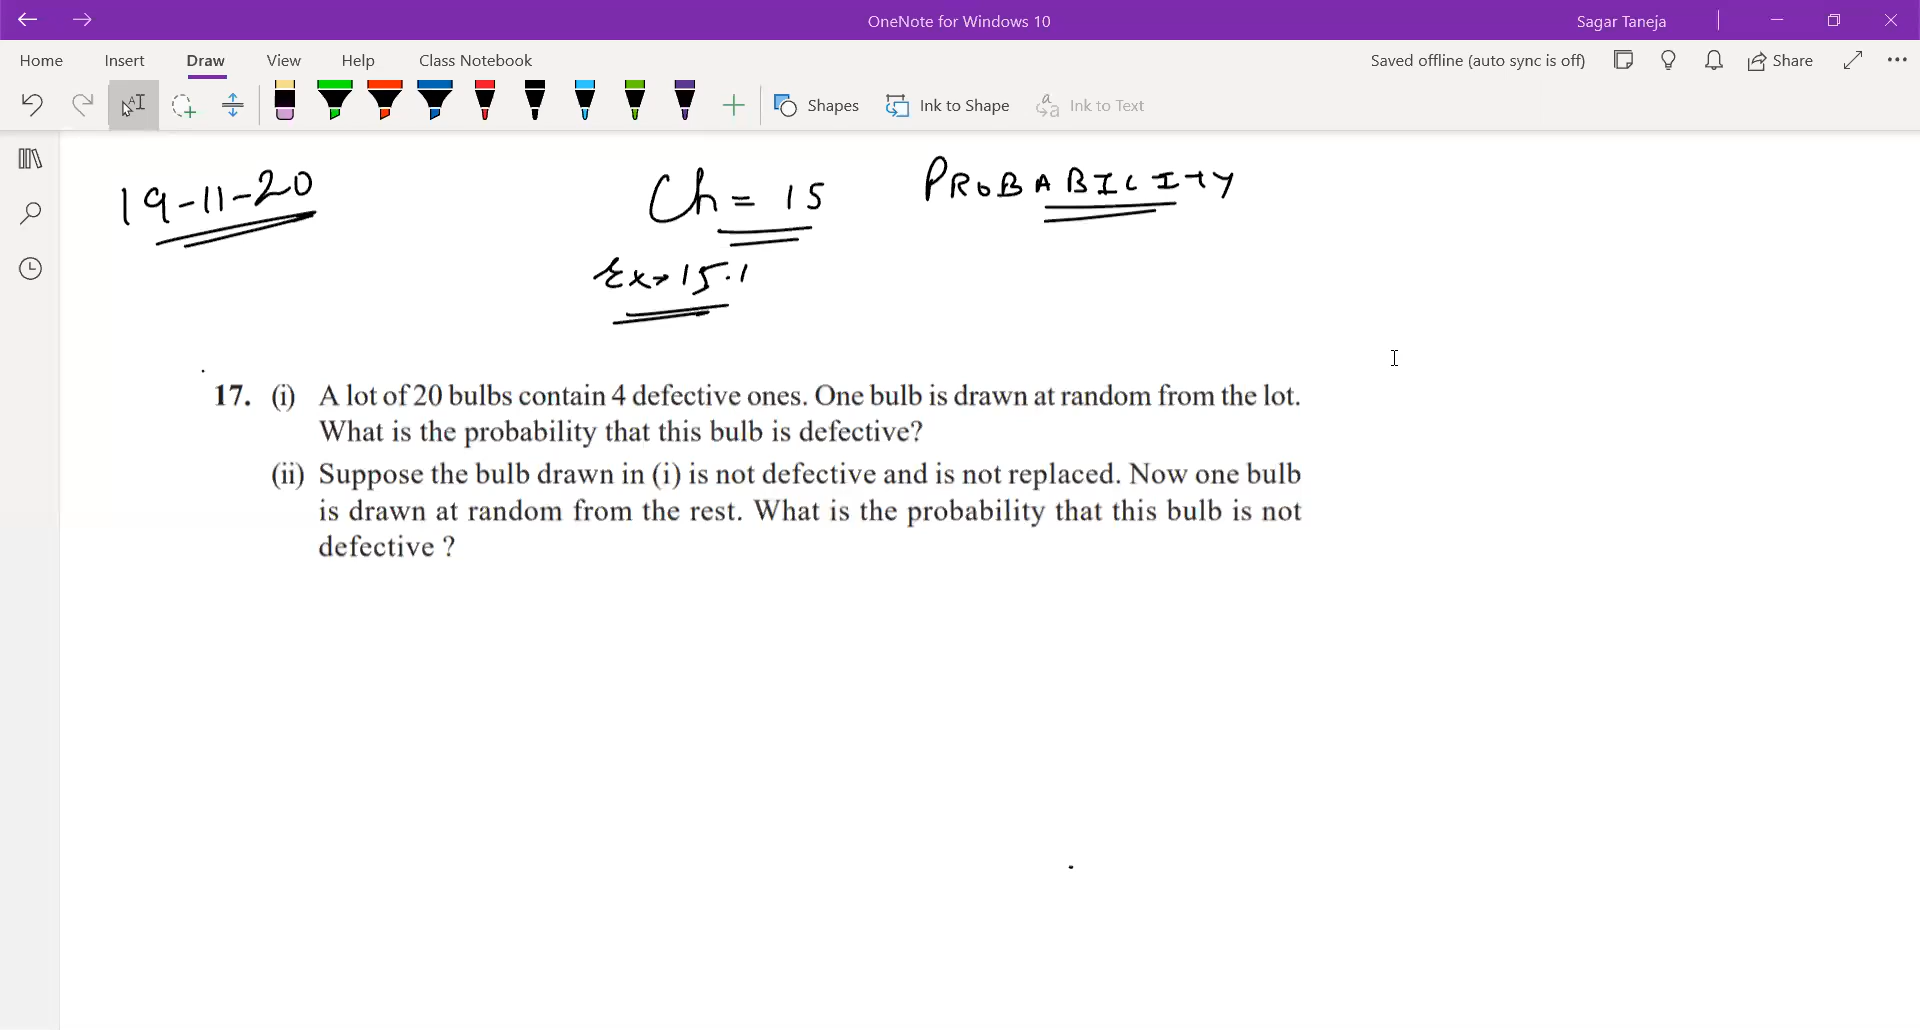 OneNote for Windows 10
Sagar Taneja
Home Insert Draw View Help Class Notebook
Saved offline (auto sync is off) Share
Shapes Ink to Shape Ink to Text
19-11-20 Ch = 15 PROBABILITY
Ex → 15.1
17. (i) A lot of 20 bulbs contain 4 defective ones. One bulb is drawn at random from the lot.
What is the probability that this bulb is defective?
(ii) Suppose the bulb drawn in (i) is not defective and is not replaced. Now one bulb
is drawn at random from the rest. What is the probability that this bulb is not
defective ?